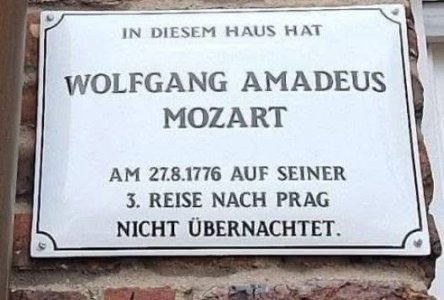 IN DIESEM HAUS HAT
WOLFGANG AMADEUS
MOZART
AM 27.8.1776 AUF SEINER
3. REISE NACH PRAG
NICHT ÜBERNACHTET.